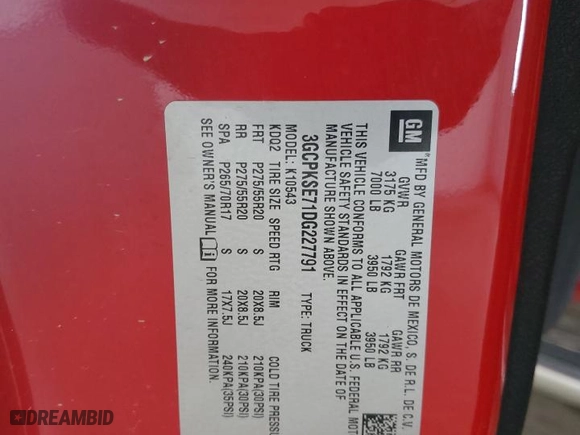 GM
MFD BY GENERAL MOTORS DE MEXICO, S. DE R.L. DE C.V.
GVWR GAWR FRT GAWR RR
3175 KG 1792 KG 1792 KG
7000 LB 3950 LB 3950 LB
THIS VEHICLE CONFORMS TO ALL APPLICABLE U.S. FEDERAL MOT
VEHICLE SAFETY STANDARDS IN EFFECT ON THE DATE OF
MANUFACTURE SHOWN ABOVE.
3GCPKSE71DG227791 TYPE: TRUCK
MODEL: K10543
KDQ2 TIRE SIZE SPEED RTG RIM COLD TIRE PRESSU
FRT P275/55R20 S 20X8.5J 210KPA(30PSI)
RR P275/55R20 S 20X8.5J 210KPA(30PSI)
SPA P265/70R17 S 17X7.5J 240KPA(35PSI)
SEE OWNER'S MANUAL FOR MORE INFORMATION.
DREAMBID